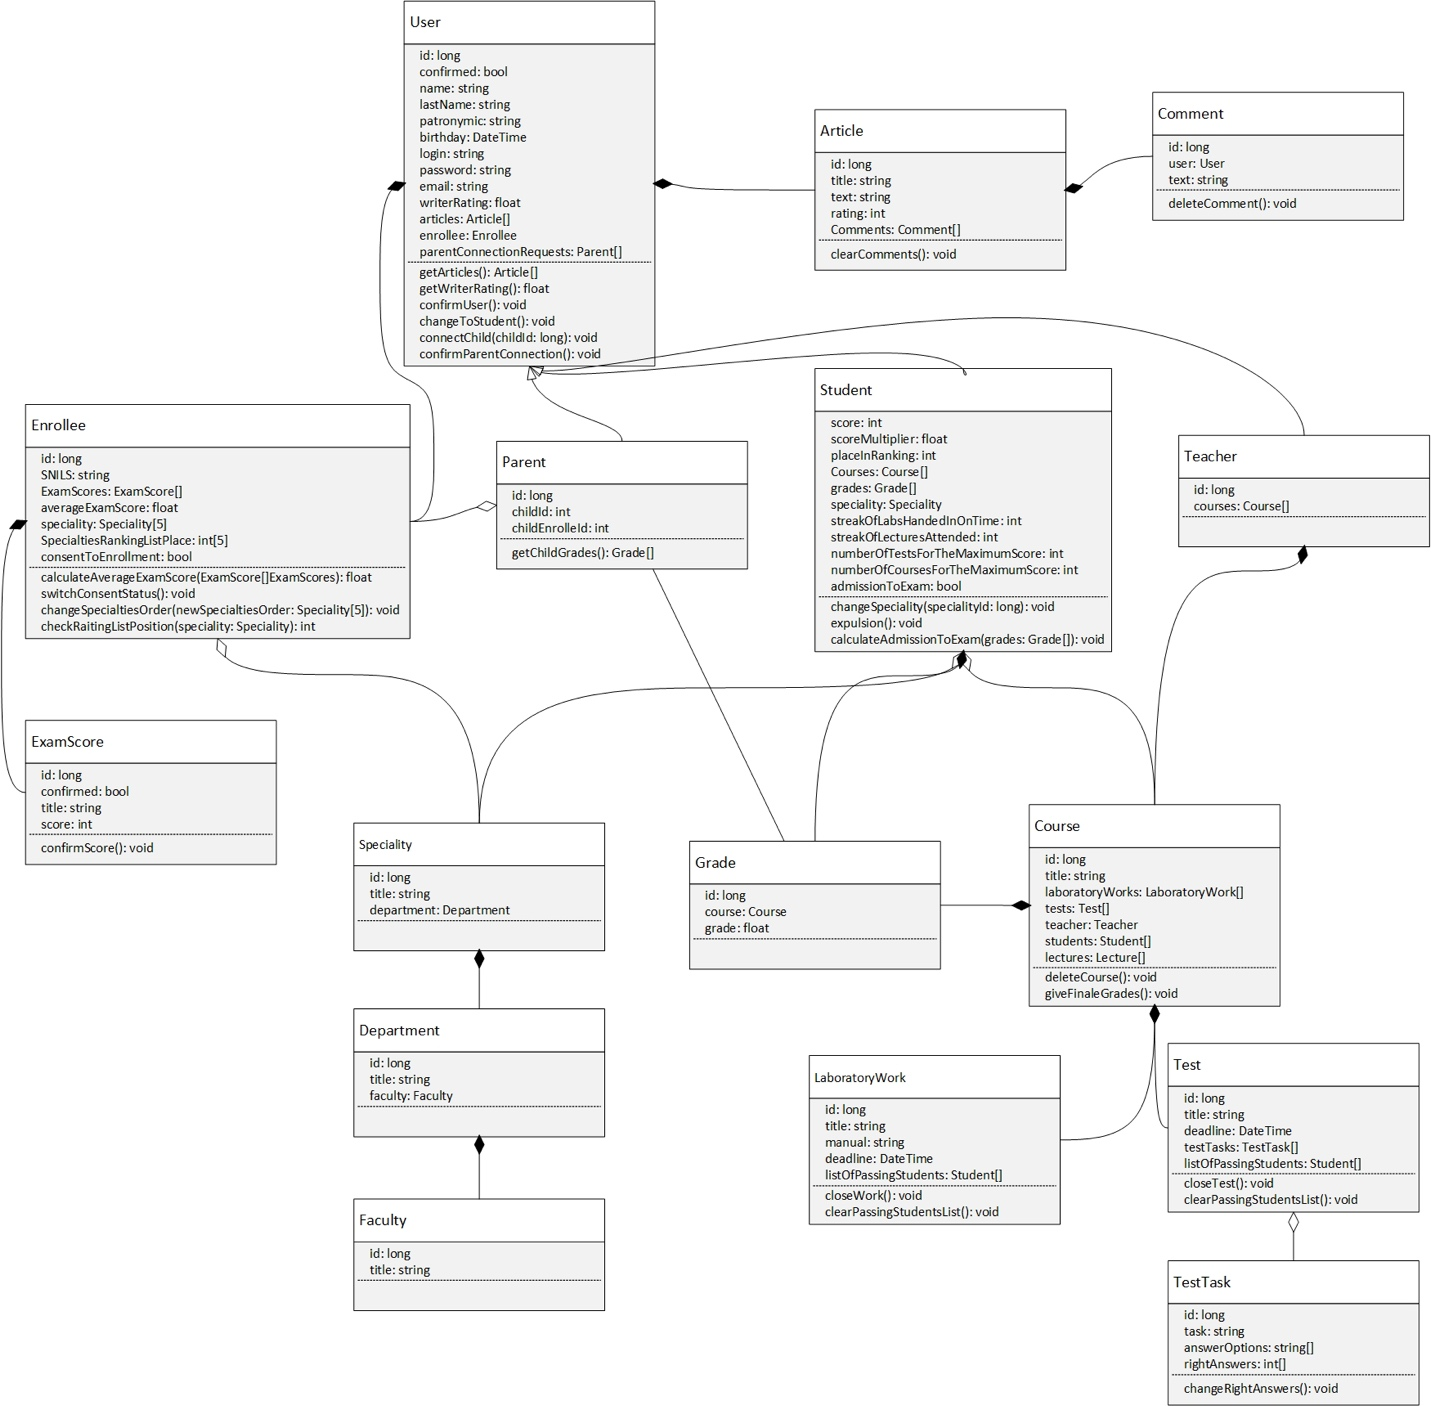 User
id: long
confirmed: bool
name: string
lastName: string
patronymic: string
birthday: DateTime
login: string
password: string
email: string
writerRating: float
articles: Article[]
enrollee: Enrollee
parentConnectionRequests: Parent[]
getArticles(): Article[]
getWriterRating(): float
confirmUser(): void
changeToStudent(): void
connectChild(childId: long): void
confirmParentConnection(): void
Article
id: long
title: string
text: string
rating: int
Comments: Comment[]
clearComments(): void
Comment
id: long
user: User
text: string
deleteComment(): void
Enrollee
id: long
SNILS: string
ExamScores: ExamScore[]
averageExamScore: float
speciality: Speciality[5]
SpecialtiesRankingListPlace: int[5]
consentToEnrollment: bool
calculateAverageExamScore(ExamScore[]ExamScores): float
switchConsentStatus(): void
changeSpecialtiesOrder(newSpecialtiesOrder: Speciality[5]): void
checkRaitingListPosition(speciality: Speciality): int
Parent
id: long
childId: int
childEnrolleId: int
getChildGrades(): Grade[]
Student
score: int
scoreMultiplier: float
placeInRanking: int
Courses: Course[]
grades: Grade[]
speciality: Speciality
streakOfLabsHandedInOnTime: int
streakOfLecturesAttended: int
numberOfTestsForTheMaximumScore: int
numberOfCoursesForTheMaximumScore: int
admissionToExam: bool
changeSpeciality(specialityId: long): void
expulsion(): void
calculateAdmissionToExam(grades: Grade[]): void
Teacher
id: long
courses: Course[]
ExamScore
id: long
confirmed: bool
title: string
score: int
confirmScore(): void
Speciality
id: long
title: string
department: Department
Grade
id: long
course: Course
grade: float
Course
id: long
title: string
laboratoryWorks: LaboratoryWork[]
tests: Test[]
teacher: Teacher
students: Student[]
lectures: Lecture[]
deleteCourse(): void
giveFinaleGrades(): void
Department
id: long
title: string
faculty: Faculty
LaboratoryWork
id: long
title: string
manual: string
deadline: DateTime
listOfPassingStudents: Student[]
closeWork(): void
clearPassingStudentsList(): void
Test
id: long
title: string
deadline: DateTime
testTasks: TestTask[]
listOfPassingStudents: Student[]
closeTest(): void
clearPassingStudentsList(): void
Faculty
id: long
title: string
TestTask
id: long
task: string
answerOptions: string[]
rightAnswers: int[]
changeRightAnswers(): void